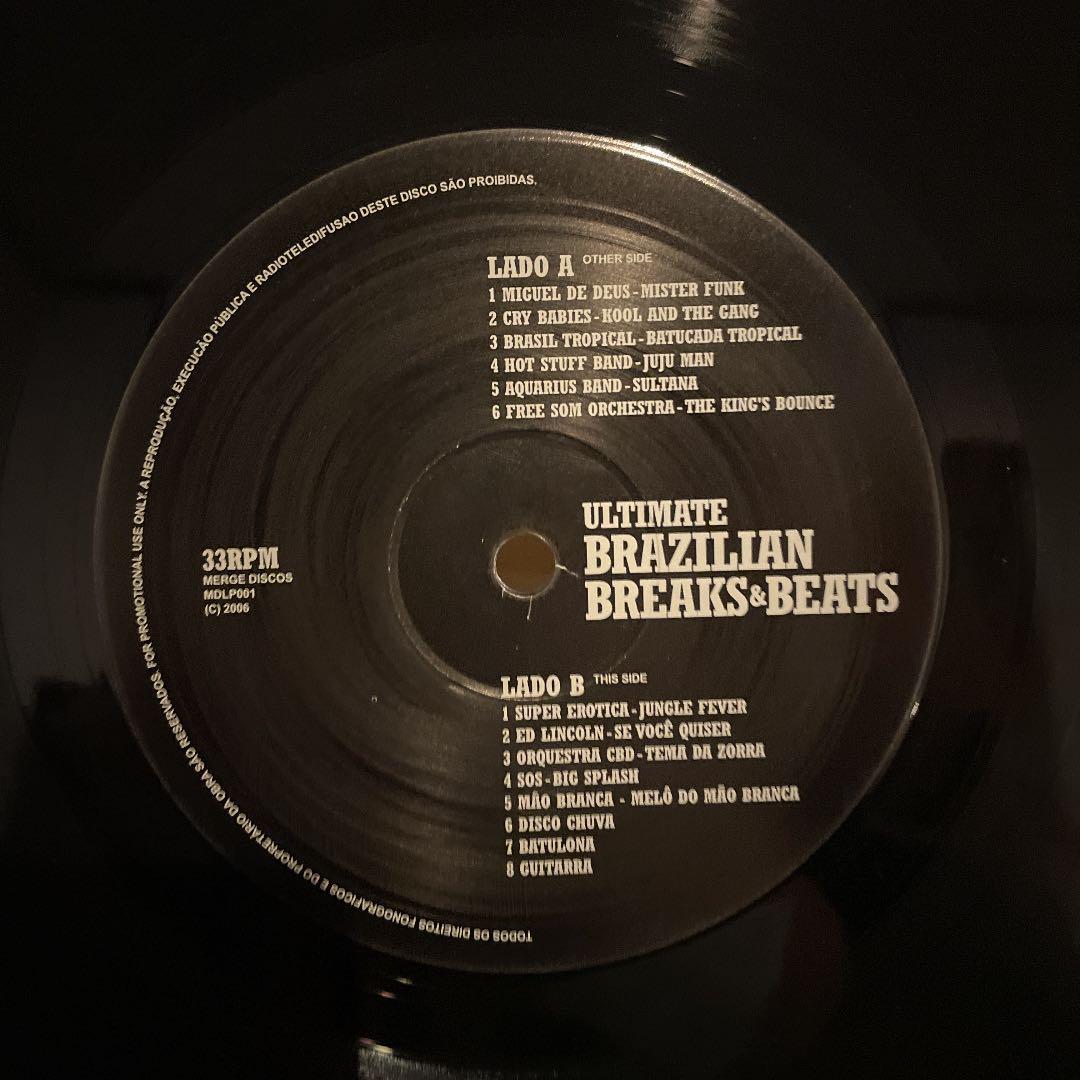 LADO A OTHER SIDE
1 MIGUEL DE DEUS-MISTER FUNK
2 CRY BABIES-KOOL AND THE GANG
3 BRASIL TROPICAL-BATUCADA TROPICAL
4 HOT STUFF BAND-JUJU MAN
5 AQUARIUS BAND-SULTANA
6 FREE SOM ORCHESTRA-THE KING'S BOUNCE
ULTIMATE
BRAZILIAN
BREAKS&BEATS
33RPM
MERGE DISCOS
MDLP001
(C) 2006
LADO B THIS SIDE
1 SUPER EROTICA-JUNGLE FEVER
2 ED LINCOLN-SE VOCÊ QUISER
3 ORQUESTRA CBD-TEMA DA ZORRA
4 SOS-BIG SPLASH
5 MÃO BRANCA - MELÔ DO MÃO BRANCA
6 DISCO CHUVA
7 BATULONA
8 GUITARRA
TODOS OS DIREITOS FONOGRAFICOS E DO PROPRETÁRIO DA OBRA SAO RESERVADOS. FOR PROMOTIONAL USE ONLY. A REPRODUÇÃO, EXECUCÃO PÚBLICA E RADIOTELEDIFUSAO DESTE DISCO SÃO PROIBIDAS.